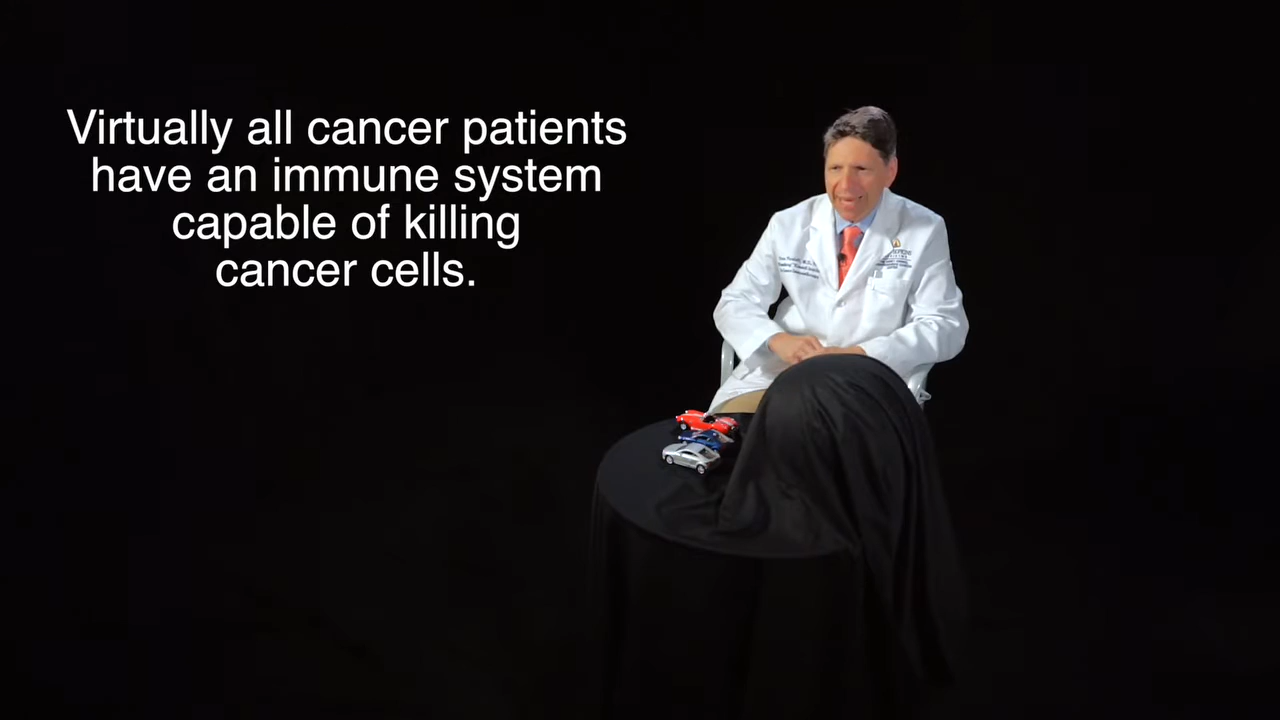 Virtually all cancer patients
have an immune system
capable of killing
cancer cells.